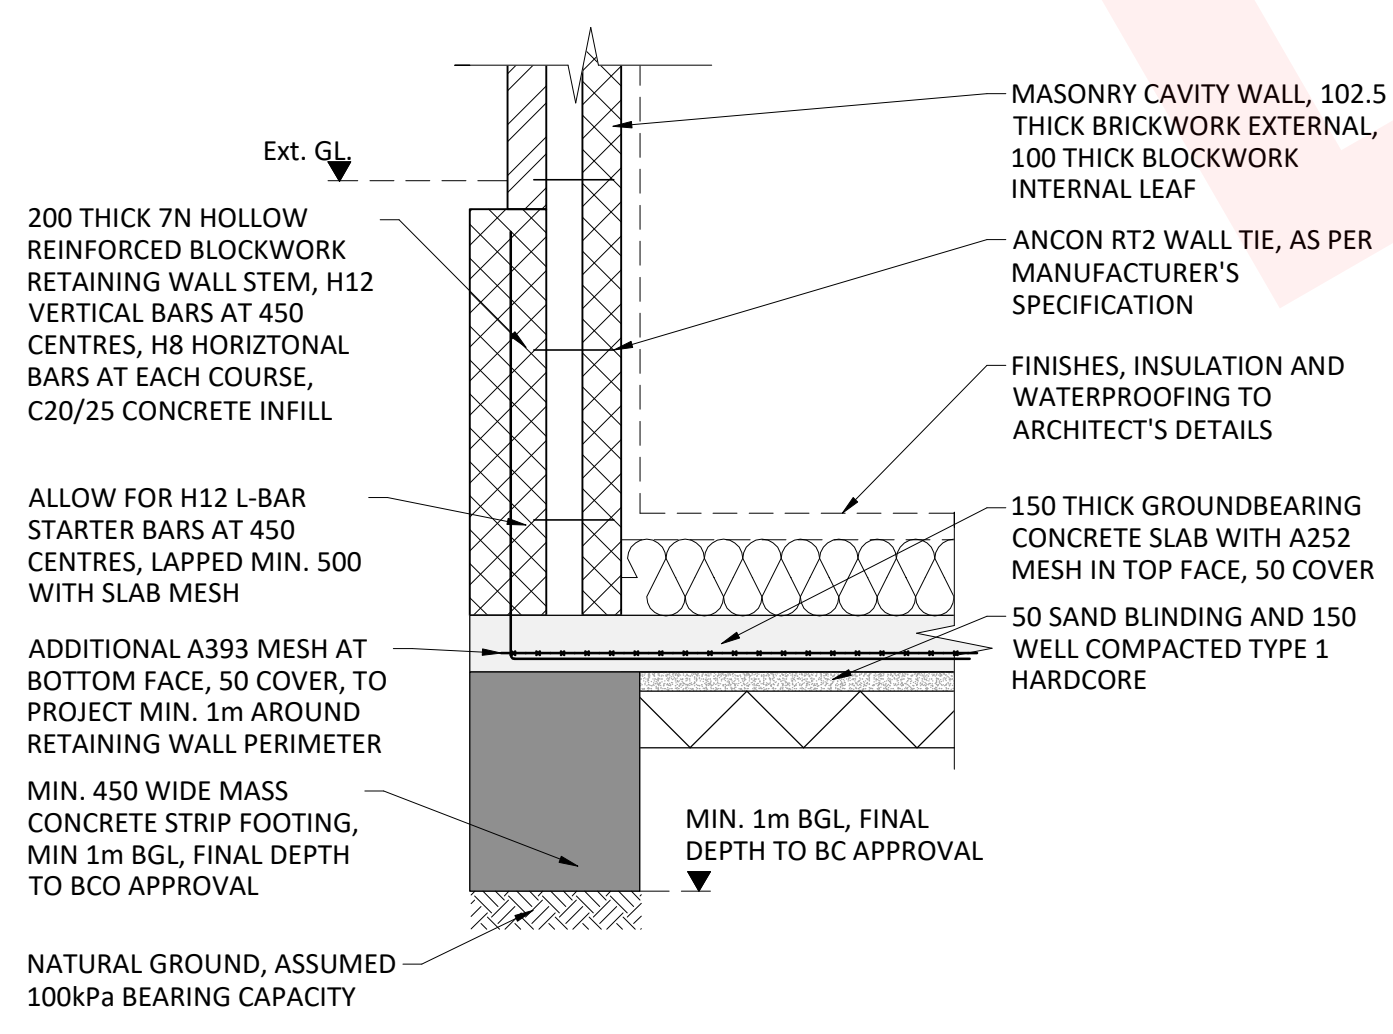 Ext. GL.
200 THICK 7N HOLLOW
REINFORCED BLOCKWORK
RETAINING WALL STEM, H12
VERTICAL BARS AT 450
CENTRES, H8 HORIZTONAL
BARS AT EACH COURSE,
C20/25 CONCRETE INFILL
ALLOW FOR H12 L-BAR
STARTER BARS AT 450
CENTRES, LAPPED MIN. 500
WITH SLAB MESH
ADDITIONAL A393 MESH AT
BOTTOM FACE, 50 COVER, TO
PROJECT MIN. 1m AROUND
RETAINING WALL PERIMETER
MIN. 450 WIDE MASS
CONCRETE STRIP FOOTING,
MIN 1m BGL, FINAL DEPTH
TO BCO APPROVAL
NATURAL GROUND, ASSUMED
100kPa BEARING CAPACITY
MASONRY CAVITY WALL, 102.5
THICK BRICKWORK EXTERNAL,
100 THICK BLOCKWORK
INTERNAL LEAF
ANCON RT2 WALL TIE, AS PER
MANUFACTURER'S
SPECIFICATION
FINISHES, INSULATION AND
WATERPROOFING TO
ARCHITECT'S DETAILS
150 THICK GROUNDBEARING
CONCRETE SLAB WITH A252
MESH IN TOP FACE, 50 COVER
50 SAND BLINDING AND 150
WELL COMPACTED TYPE 1
HARDCORE
MIN. 1m BGL, FINAL
DEPTH TO BC APPROVAL